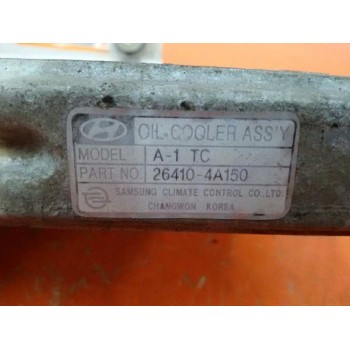 OIL-COOLER ASS'Y
MODEL A-1 TC
PART NO. 26410-4A150
SAMSUNG CLIMATE CONTROL CO., LTD.
CHANGWON KOREA